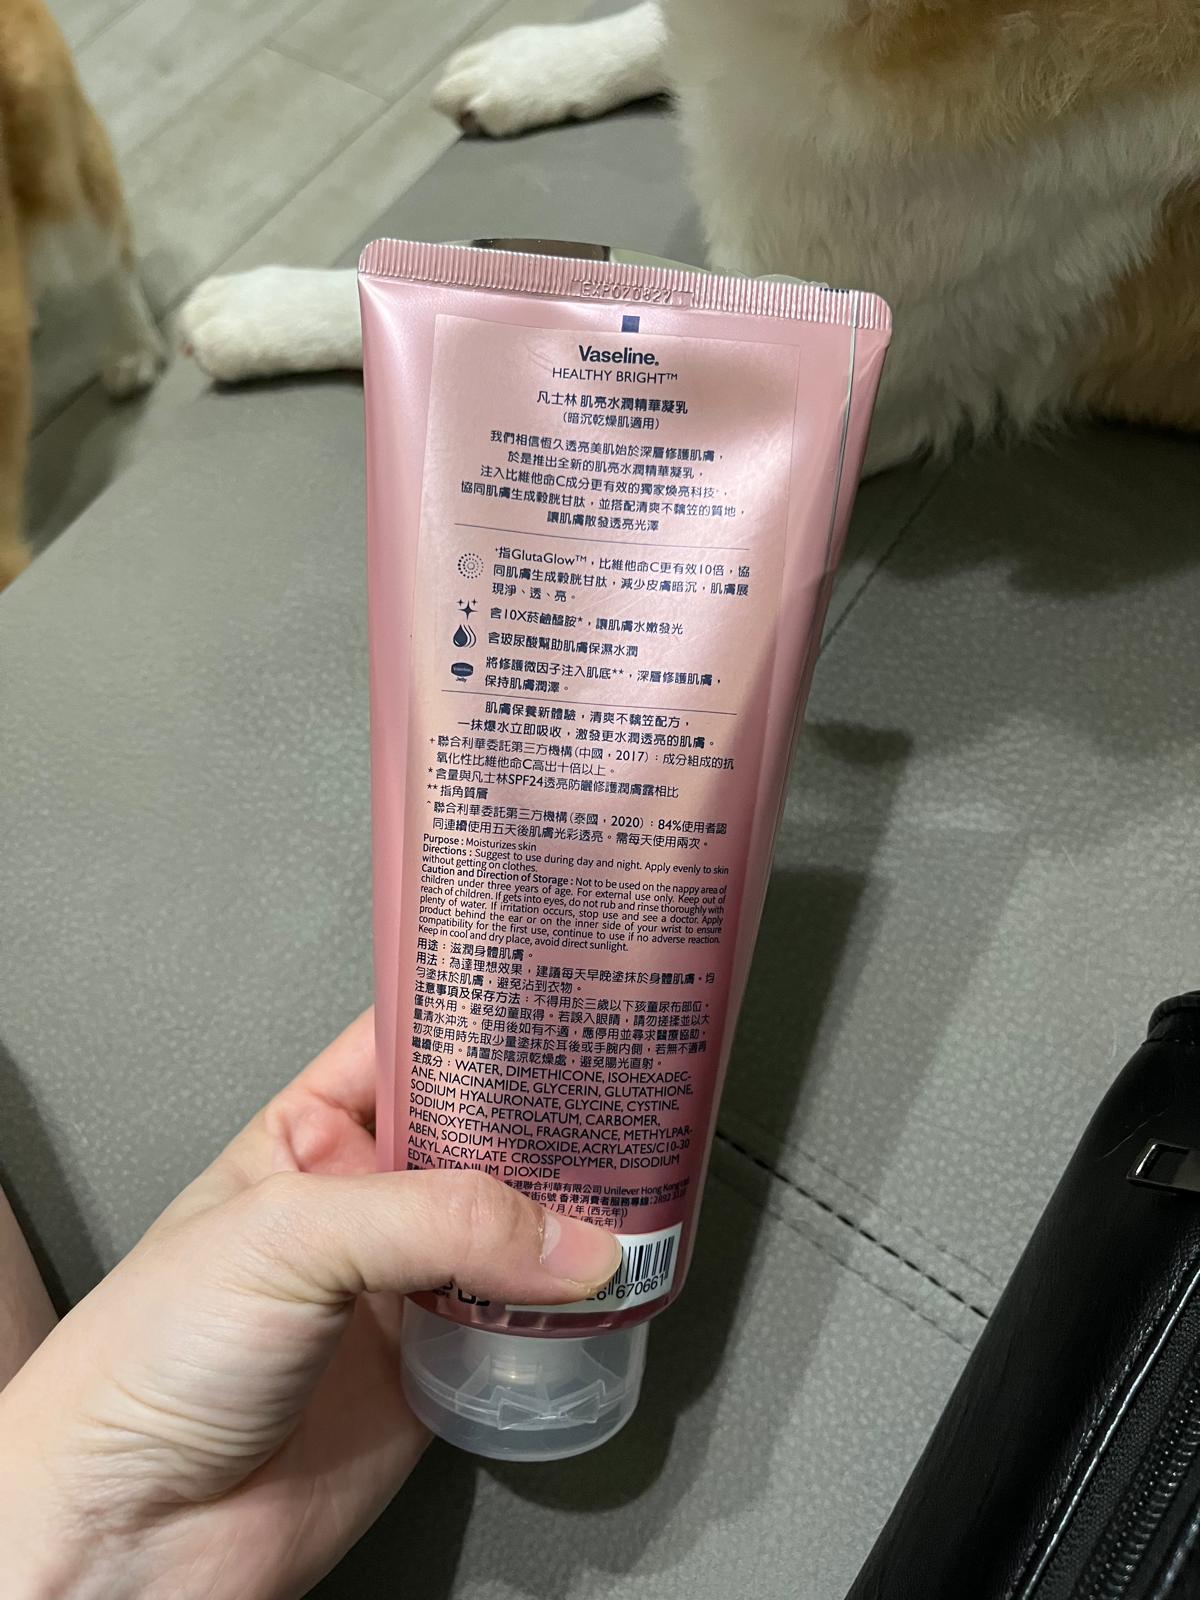 EXP070827
Vaseline.
HEALTHY BRIGHT™
凡士林 肌亮水潤精華凝乳
(暗沉乾燥肌適用)
我們相信恆久透亮美肌始於深層修護肌膚，
於是推出全新的肌亮水潤精華凝乳，
注入比維他命C成分更有效的獨家煥亮科技⁺，
協同肌膚生成穀胱甘肽，並搭配清爽不黐笠的質地，
讓肌膚散發透亮光澤
⁺指GlutaGlow™，比維他命C更有效10倍，協
同肌膚生成穀胱甘肽，減少皮膚暗沉，肌膚展
現淨、透、亮。
含10X菸鹼醯胺*，讓肌膚水嫩發光
含玻尿酸幫助肌膚保濕水潤
將修護微因子注入肌底**，深層修護肌膚，
保持肌膚潤澤。
肌膚保養新體驗，清爽不黐笠配方，
一抹爆水立即吸收，激發更水潤透亮的肌膚。
+ 聯合利華委託第三方機構(中國，2017)：成分組成的抗
氧化性比維他命C高出十倍以上。
* 含量與凡士林SPF24透亮防曬修護潤膚露相比
** 指角質層
^ 聯合利華委託第三方機構(泰國，2020)：84%使用者認
同連續使用五天後肌膚光彩透亮。需每天使用兩次。
Purpose : Moisturizes skin
Directions : Suggest to use during day and night. Apply evenly to skin
without getting on clothes.
Caution and Direction of Storage : Not to be used on the nappy area of
children under three years of age. For external use only. Keep out of
reach of children. If gets into eyes, do not rub and rinse thoroughly with
plenty of water. If irritation occurs, stop use and see a doctor. Apply
product behind the ear or on the inner side of your wrist to ensure
compatibility for the first use, continue to use if no adverse reaction.
Keep in cool and dry place, avoid direct sunlight.
用途：滋潤身體肌膚。
用法：為達理想效果，建議每天早晚塗抹於身體肌膚。均
勻塗抹於肌膚，避免沾到衣物。
注意事項及保存方法：不得用於三歲以下孩童尿布部位。
僅供外用。避免幼童取得。若誤入眼睛，請勿搓揉並以大
量清水沖洗。使用後如有不適，應停用並尋求醫療協助，
初次使用時先取少量塗抹於耳後或手腕內側，若無不適再
繼續使用。請置於陰涼乾燥處，避免陽光直射。
全成分：WATER, DIMETHICONE, ISOHEXADEC-
ANE, NIACINAMIDE, GLYCERIN, GLUTATHIONE,
SODIUM HYALURONATE, GLYCINE, CYSTINE,
SODIUM PCA, PETROLATUM, CARBOMER,
PHENOXYETHANOL, FRAGRANCE, METHYLPAR-
ABEN, SODIUM HYDROXIDE, ACRYLATES/C10-30
ALKYL ACRYLATE CROSSPOLYMER, DISODIUM
EDTA, TITANIUM DIOXIDE
香港聯合利華有限公司 Unilever Hong Kong Ltd
街6號 香港消費者服務專線：
/ 月 / 年 (西元年))
(西元年))
670661